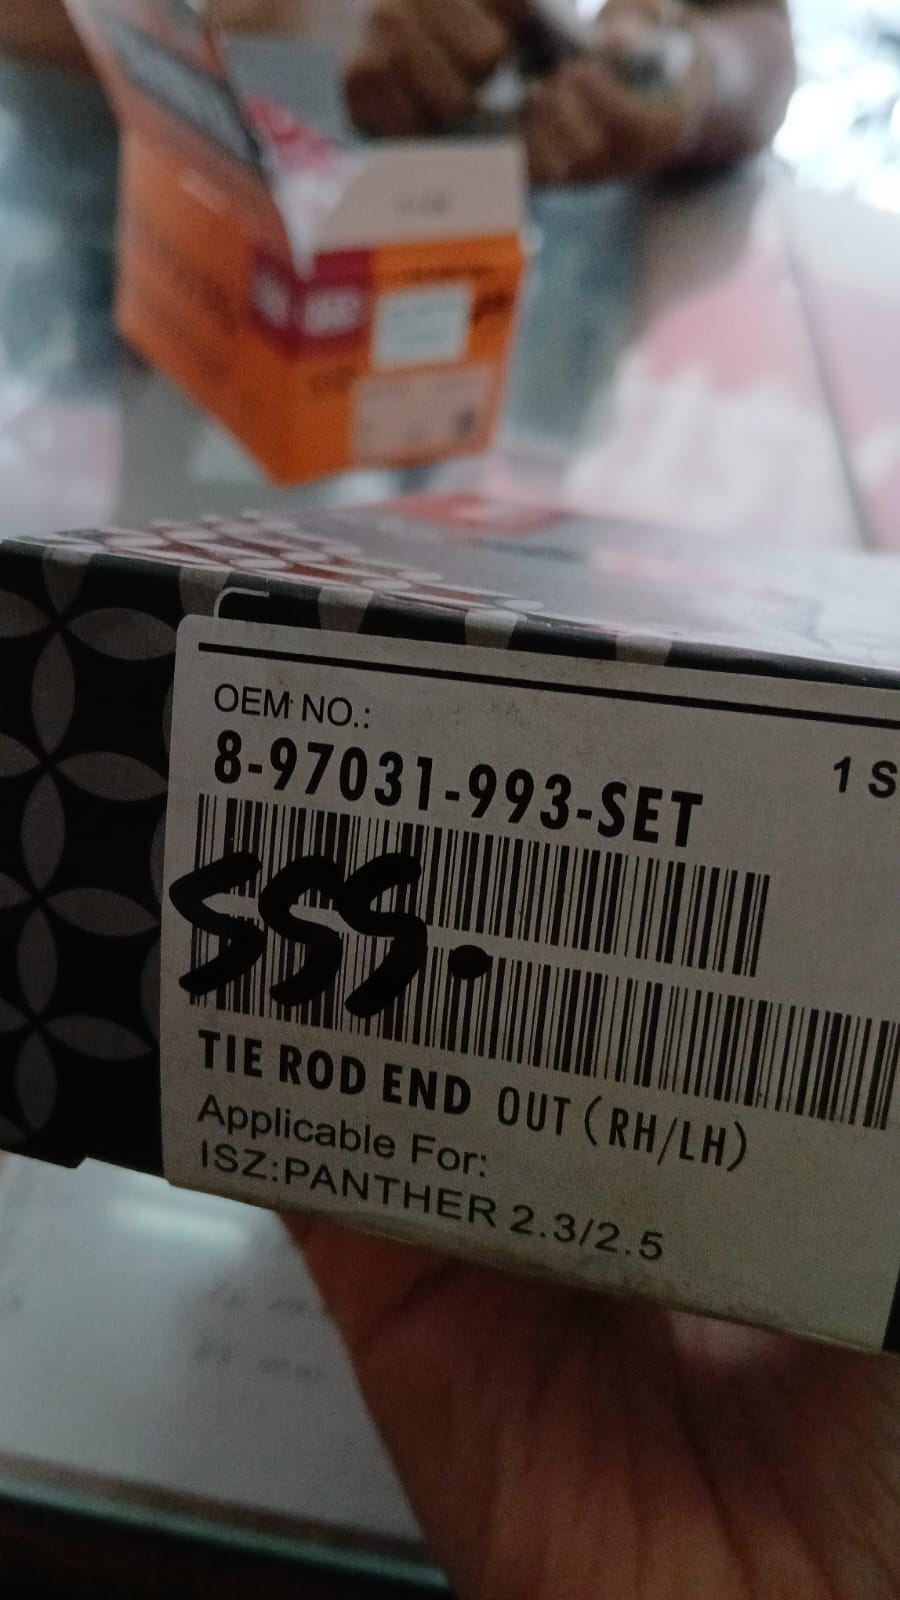 OEM NO.:
8-97031-993-SET
1 S
SSS.
TIE ROD END OUT (RH/LH)
Applicable For:
ISZ:PANTHER 2.3/2.5